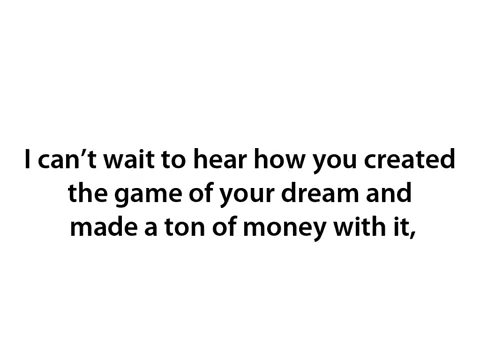 I can’t wait to hear how you created
the game of your dream and
made a ton of money with it,